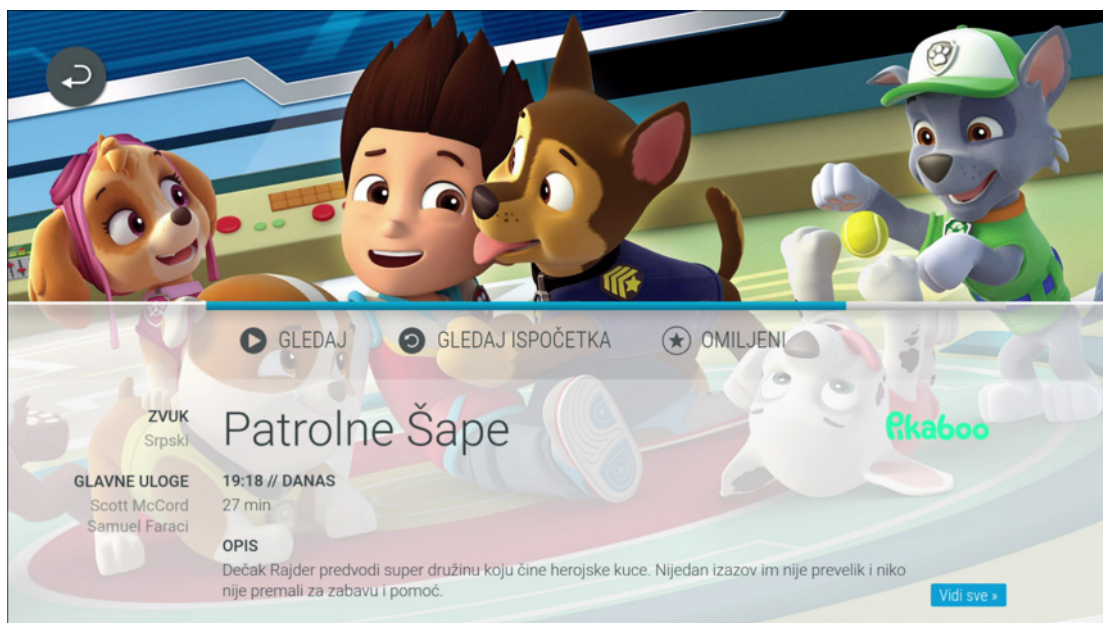 GLEDAJ
GLEDAJ ISPOČETKA
OMILJENI
ZVUK
Srpski
Patrolne Šape
Pikaboo
GLAVNE ULOGE
Scott McCord
Samuel Faraci
19:18 // DANAS
27 min
OPIS
Dečak Rajder predvodi super družinu koju čine herojske kuce. Nijedan izazov im nije prevelik i niko
nije premali za zabavu i pomoć.
Vidi sve »